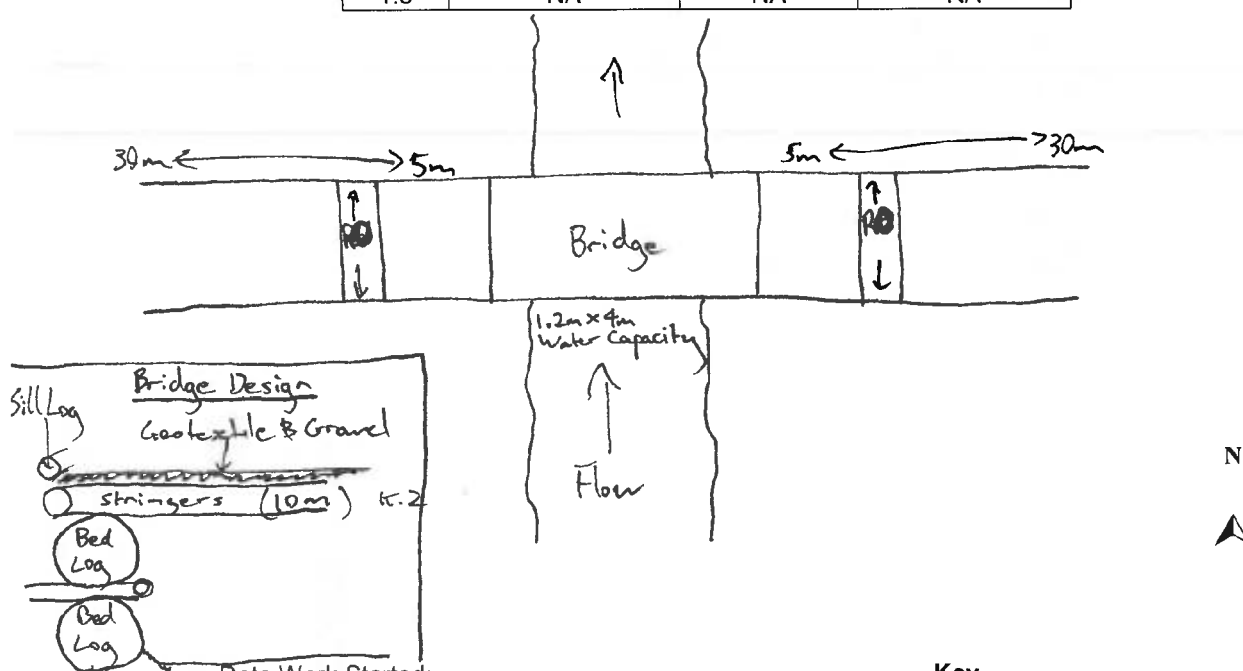 NA NA NA
30m 5m 5m 30m
Bridge
1.2m x 4m
Water Capacity
Flow
Bridge Design
Sill Log
Geotextile & Gravel
stringers (10m)
Bed
Log
Bed
Log
N
Date Work Started:
Key